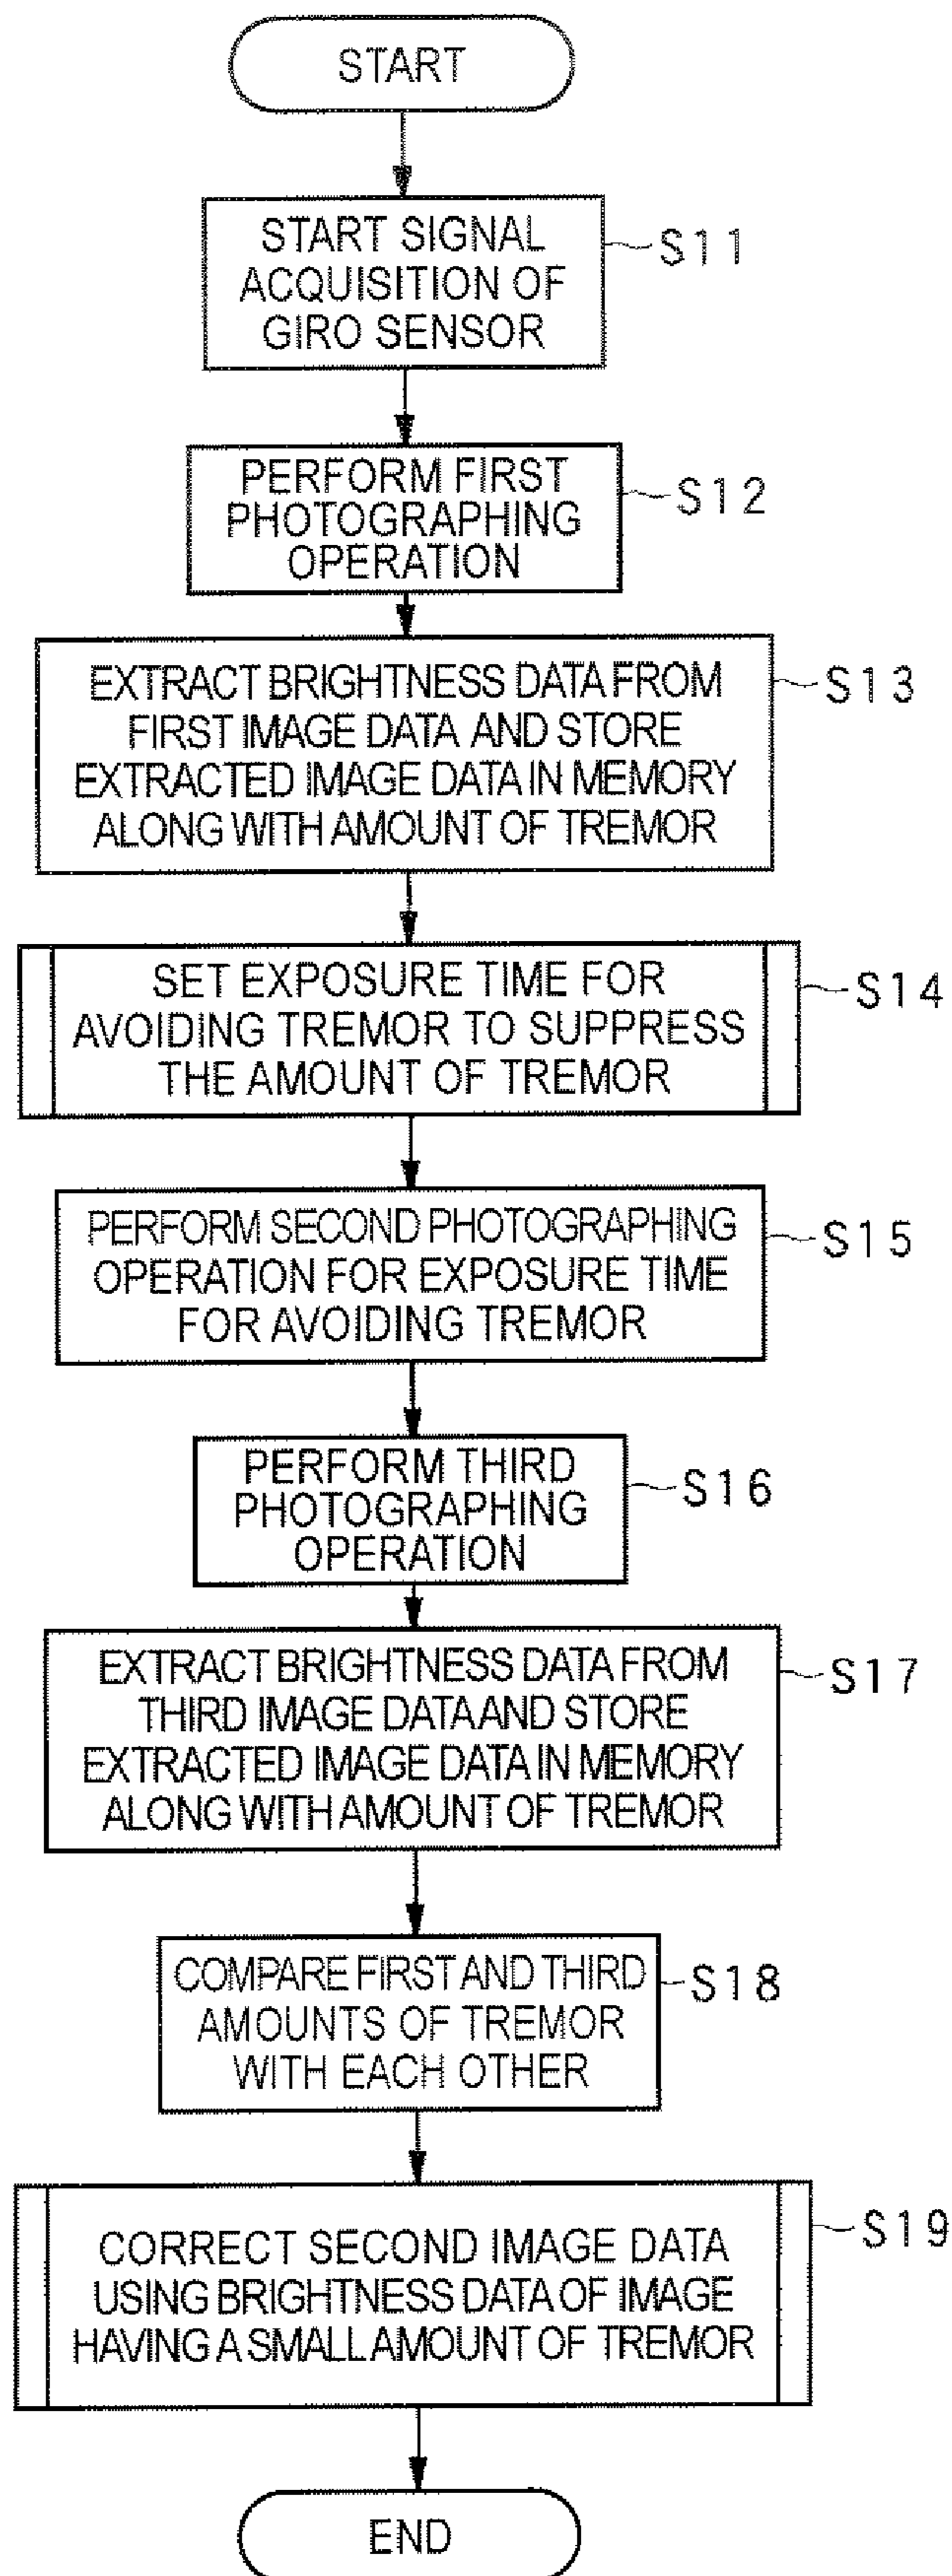 START
START SIGNAL
ACQUISITION OF
GIRO SENSOR
S11
PERFORM FIRST
PHOTOGRAPHING
OPERATION
S12
EXTRACT BRIGHTNESS DATA FROM
FIRST IMAGE DATA AND STORE
EXTRACTED IMAGE DATA IN MEMORY
ALONG WITH AMOUNT OF TREMOR
S13
SET EXPOSURE TIME FOR
AVOIDING TREMOR TO SUPPRESS
THE AMOUNT OF TREMOR
S14
PERFORM SECOND PHOTOGRAPHING
OPERATION FOR EXPOSURE TIME
FOR AVOIDING TREMOR
S15
PERFORM THIRD
PHOTOGRAPHING
OPERATION
S16
EXTRACT BRIGHTNESS DATA FROM
THIRD IMAGE DATA AND STORE
EXTRACTED IMAGE DATA IN MEMORY
ALONG WITH AMOUNT OF TREMOR
S17
COMPARE FIRST AND THIRD
AMOUNTS OF TREMOR
WITH EACH OTHER
S18
CORRECT SECOND IMAGE DATA
USING BRIGHTNESS DATA OF IMAGE
HAVING A SMALL AMOUNT OF TREMOR
S19
END